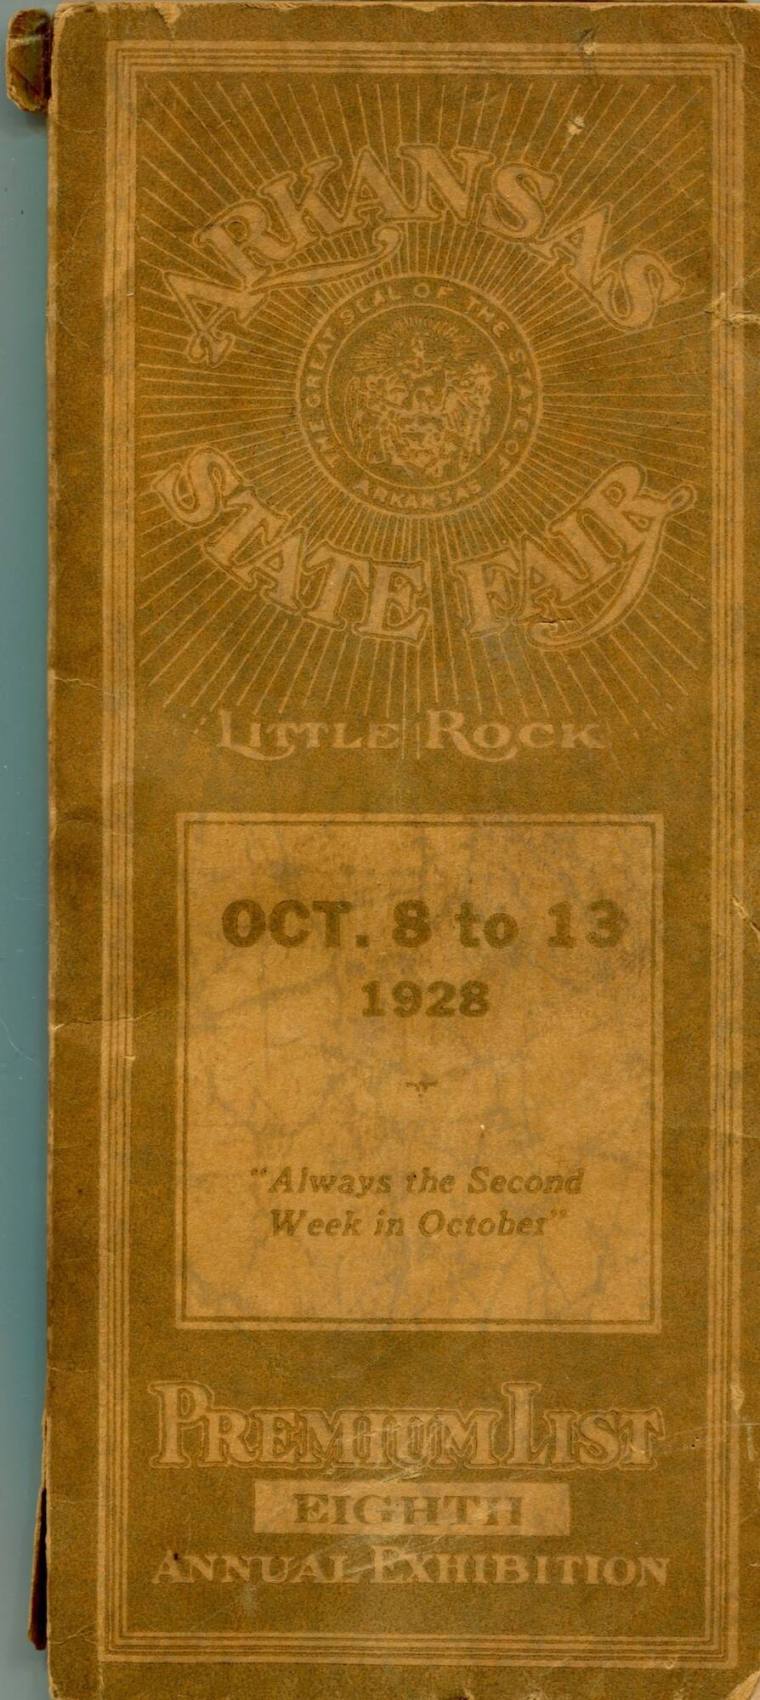 ARKANSAS
THE GREAT SEAL OF THE STATE OF
ARKANSAS
STATE FAIR
LITTLE ROCK
OCT. 8 to 13
1928
"Always the Second
Week in October"
PREMIUM LIST
EIGHTH
ANNUAL EXHIBITION